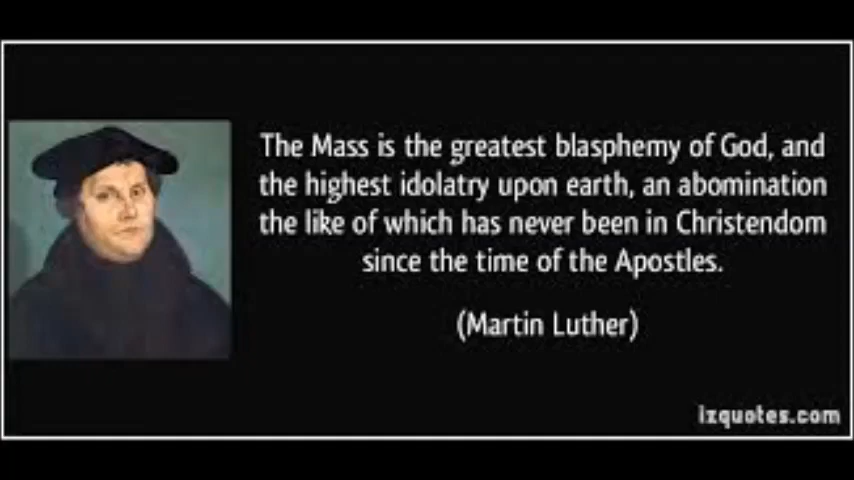 The Mass is the greatest blasphemy of God, and
the highest idolatry upon earth, an abomination
the like of which has never been in Christendom
since the time of the Apostles.
(Martin Luther)
izquotes.com